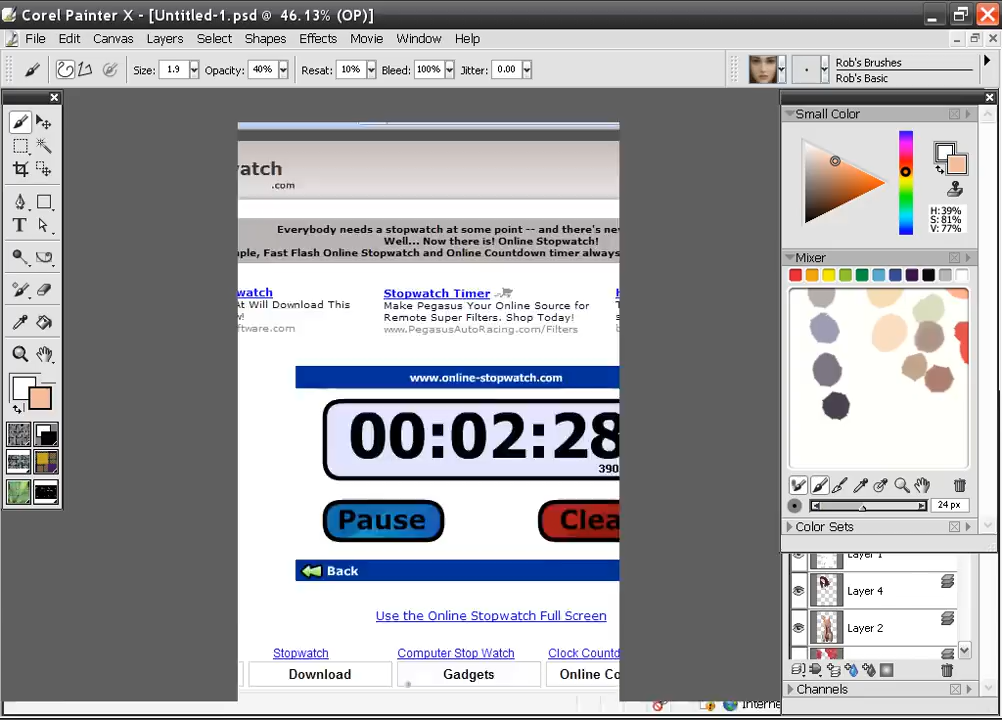 Corel Painter X - [Untitled-1.psd @ 46.13% (OP)]
File Edit Canvas Layers Select Shapes Effects Movie Window Help
Size: 1.9 Opacity: 40% Resat: 10% Bleed: 100% Jitter: 0.00
Rob's Brushes
Rob's Basic
Small Color
H:39%
S:81%
V:77%
Mixer
24 px
Color Sets
Layer 1
Layer 4
Layer 2
Channels
watch
.com
Everybody needs a stopwatch at some point -- and there's nev
Well... Now there is! Online Stopwatch!
ple, Fast Flash Online Stopwatch and Online Countdown timer always
watch
At Will Download This
w!
ftware.com
Stopwatch Timer
Make Pegasus Your Online Source for
Remote Super Filters. Shop Today!
www.PegasusAutoRacing.com/Filters
www.online-stopwatch.com
00:02:28
390
Pause
Clea
Back
Use the Online Stopwatch Full Screen
Stopwatch Computer Stop Watch Clock Countd
Download Gadgets Online Co
Interne